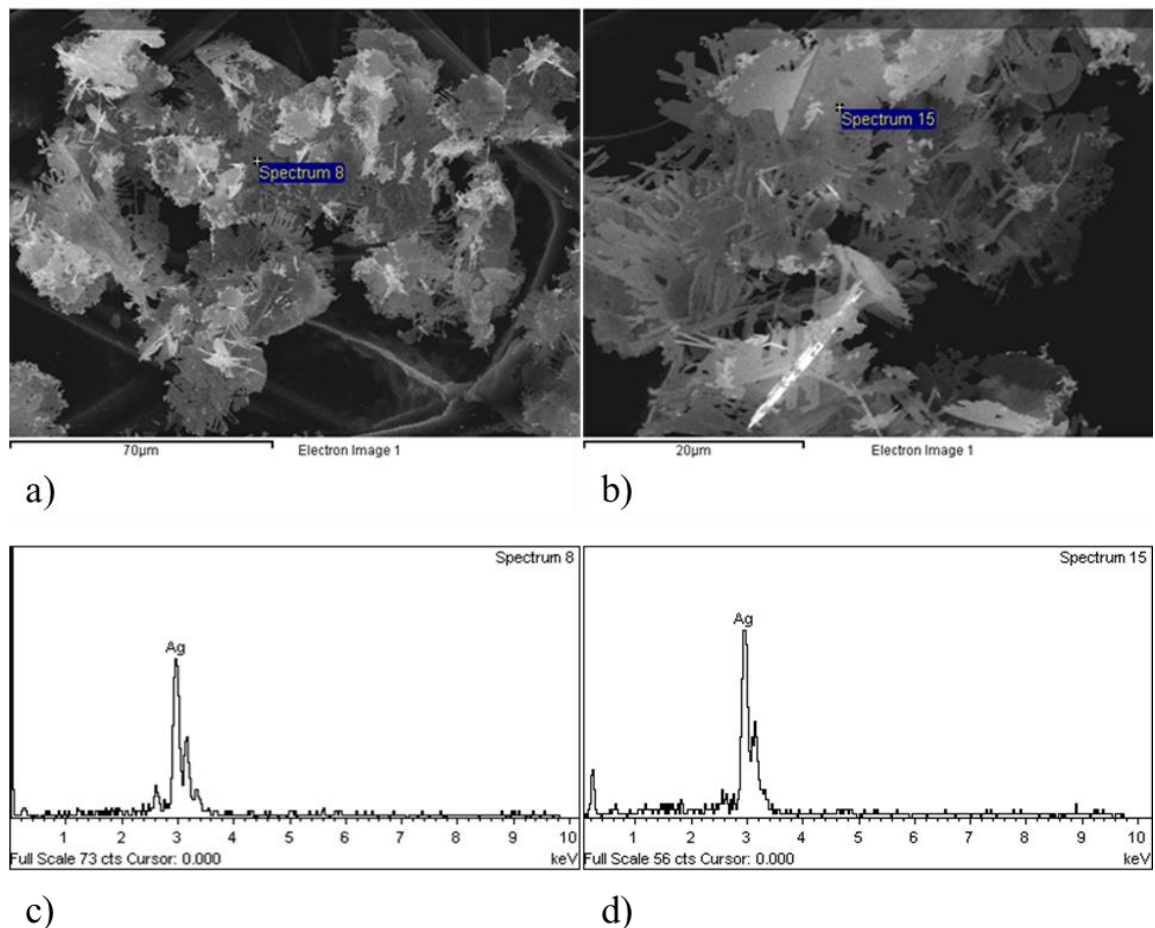 Spectrum 8
Spectrum 15
70µm Electron Image 1
20µm Electron Image 1
a)
b)
Spectrum 8
Ag
1 2 3 4 5 6 7 8 9 10
Full Scale 73 cts Cursor: 0.000 keV
Spectrum 15
Ag
1 2 3 4 5 6 7 8 9 10
Full Scale 56 cts Cursor: 0.000 keV
c)
d)